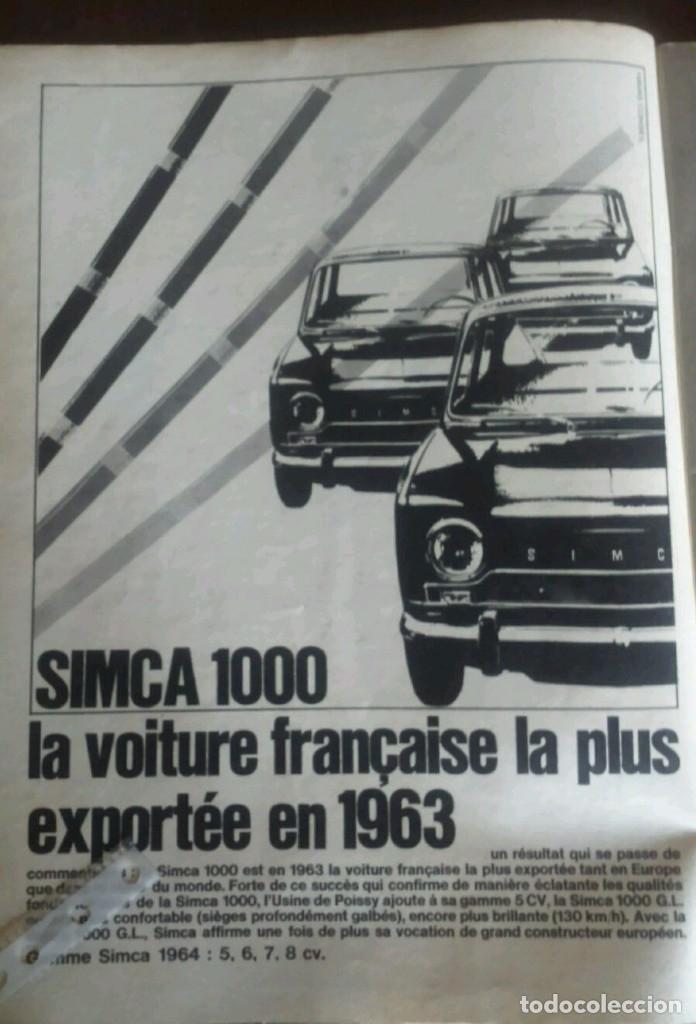 S I M C
S I M C
SIMCA 1000
la voiture française la plus
exportée en 1963
un résultat qui se passe de
Simca 1000 est en 1963 la voiture française la plus exportée tant en Europe
que du monde. Forte de ce succès qui confirme de manière éclatante les qualités
de la Simca 1000, l'Usine de Poissy ajoute à sa gamme 5 CV, la Simca 1000 G.L.
confortable (sièges profondément galbés), encore plus brillante (130 km/h). Avec la
000 G.L., Simca affirme une fois de plus sa vocation de grand constructeur européen.
Simca 1964 : 5, 6, 7, 8 cv.
todocoleccion